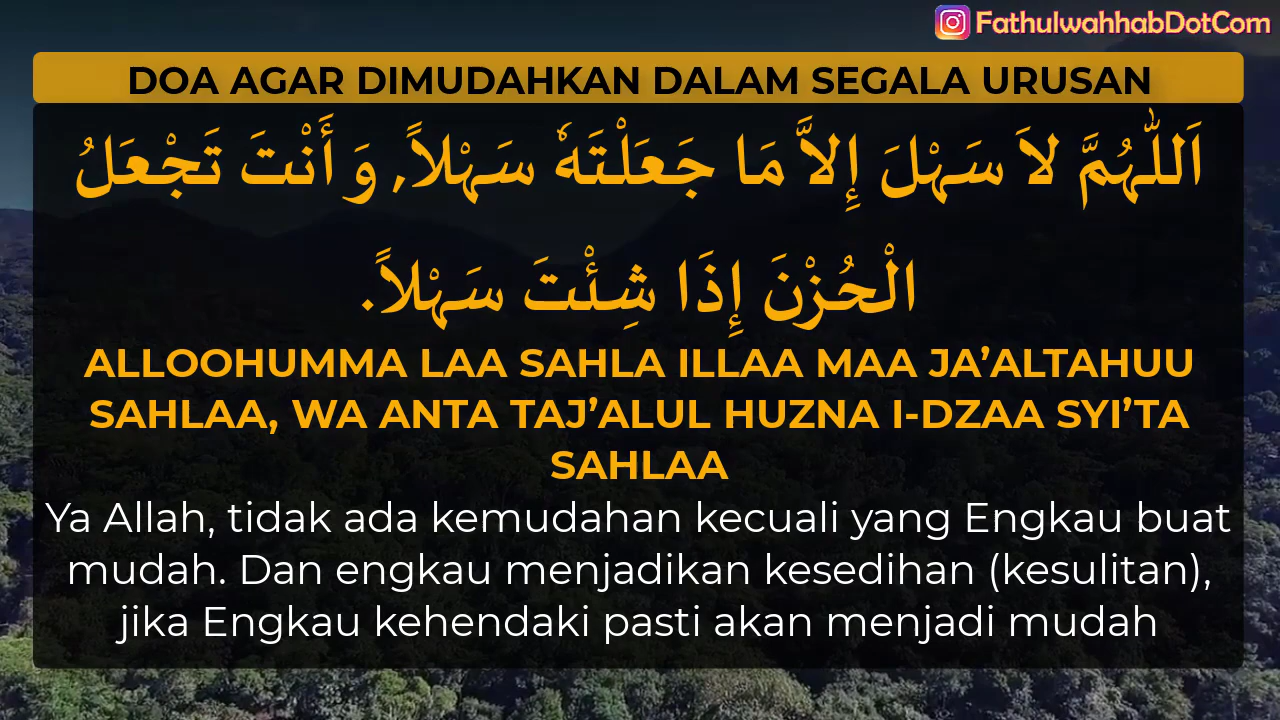 FathulwahhabDotCom
DOA AGAR DIMUDAHKAN DALAM SEGALA URUSAN
اَللّٰهُمَّ لاَ سَهْلَ إِلاَّ مَا جَعَلْتَهٗ سَهْلاً, وَ أَنْتَ تَجْعَلُ
الْحُزْنَ إِذَا شِئْتَ سَهْلاً.
ALLOOHUMMA LAA SAHLA ILLAA MAA JA’ALTAHUU
SAHLAA, WA ANTA TAJ’ALUL HUZNA I-DZAA SYI’TA
SAHLAA
Ya Allah, tidak ada kemudahan kecuali yang Engkau buat
mudah. Dan engkau menjadikan kesedihan (kesulitan),
jika Engkau kehendaki pasti akan menjadi mudah